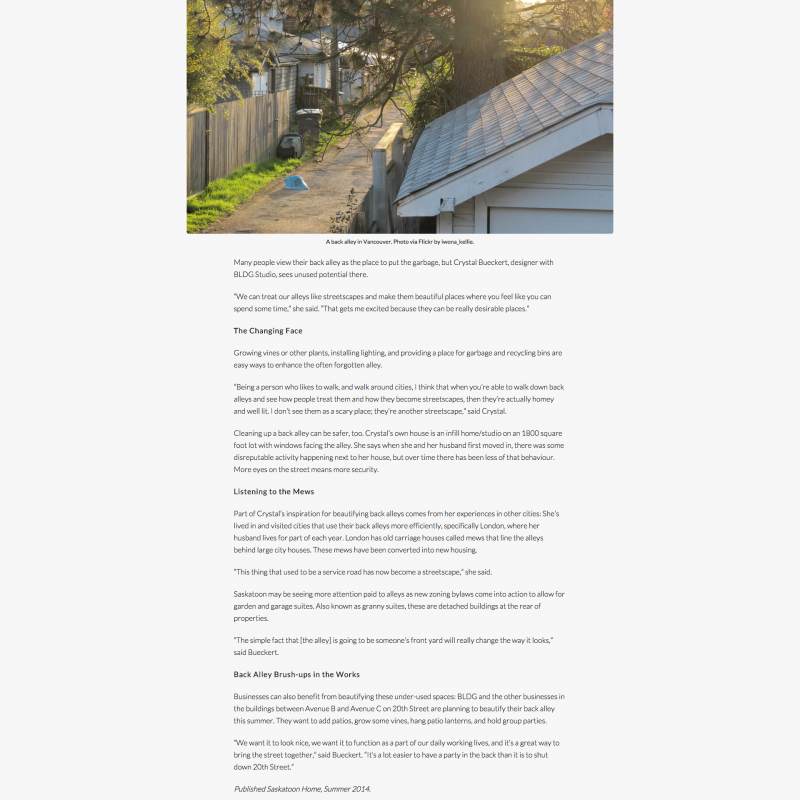 A back alley in Vancouver. Photo via Flickr by iwona_kellie.
Many people view their back alley as the place to put the garbage, but Crystal Bueckert, designer with
BLDG Studio, sees unused potential there.
“We can treat our alleys like streetscapes and make them beautiful places where you feel like you can
spend some time,” she said. “That gets me excited because they can be really desirable places.”
The Changing Face
Growing vines or other plants, installing lighting, and providing a place for garbage and recycling bins are
easy ways to enhance the often forgotten alley.
“Being a person who likes to walk, and walk around cities, I think that when you’re able to walk down back
alleys and see how people treat them and how they become streetscapes, then they’re actually homey
and well lit. I don’t see them as a scary place; they’re another streetscape,” said Crystal.
Cleaning up a back alley can be safer, too. Crystal’s own house is an infill home/studio on an 1800 square
foot lot with windows facing the alley. She says when she and her husband first moved in, there was some
disreputable activity happening next to her house, but over time there has been less of that behaviour.
More eyes on the street means more security.
Listening to the Mews
Part of Crystal’s inspiration for beautifying back alleys comes from her experiences in other cities: She’s
lived in and visited cities that use their back alleys more efficiently, specifically London, where her
husband lives for part of each year. London has old carriage houses called mews that line the alleys
behind large city houses. These mews have been converted into new housing.
“This thing that used to be a service road has now become a streetscape,” she said.
Saskatoon may be seeing more attention paid to alleys as new zoning bylaws come into action to allow for
garden and garage suites. Also known as granny suites, these are detached buildings at the rear of
properties.
“The simple fact that [the alley] is going to be someone’s front yard will really change the way it looks,”
said Bueckert.
Back Alley Brush-ups in the Works
Businesses can also benefit from beautifying these under-used spaces: BLDG and the other businesses in
the buildings between Avenue B and Avenue C on 20th Street are planning to beautify their back alley
this summer. They want to add patios, grow some vines, hang patio lanterns, and hold group parties.
“We want it to look nice, we want it to function as a part of our daily working lives, and it’s a great way to
bring the street together,” said Bueckert. “It’s a lot easier to have a party in the back than it is to shut
down 20th Street.”
Published Saskatoon Home, Summer 2014.